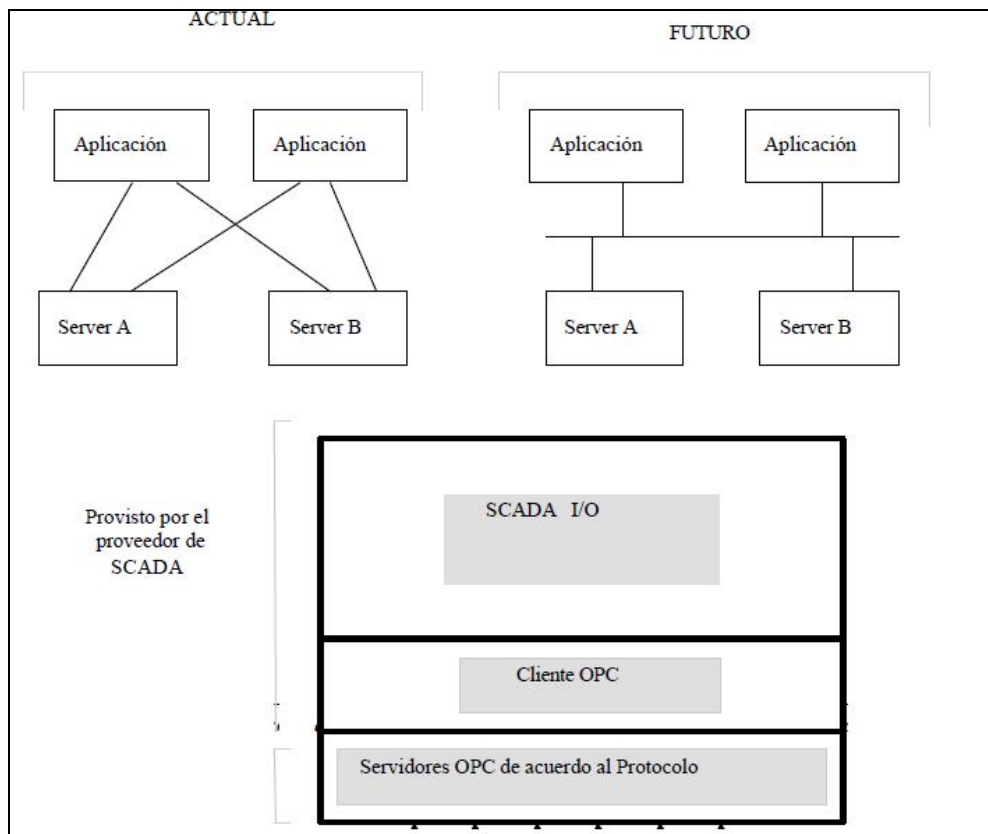 ACTUAL
FUTURO
Aplicación
Aplicación
Aplicación
Aplicación
Server A
Server B
Server A
Server B
Provisto por el
proveedor de
SCADA
SCADA I/O
Cliente OPC
Servidores OPC de acuerdo al Protocolo